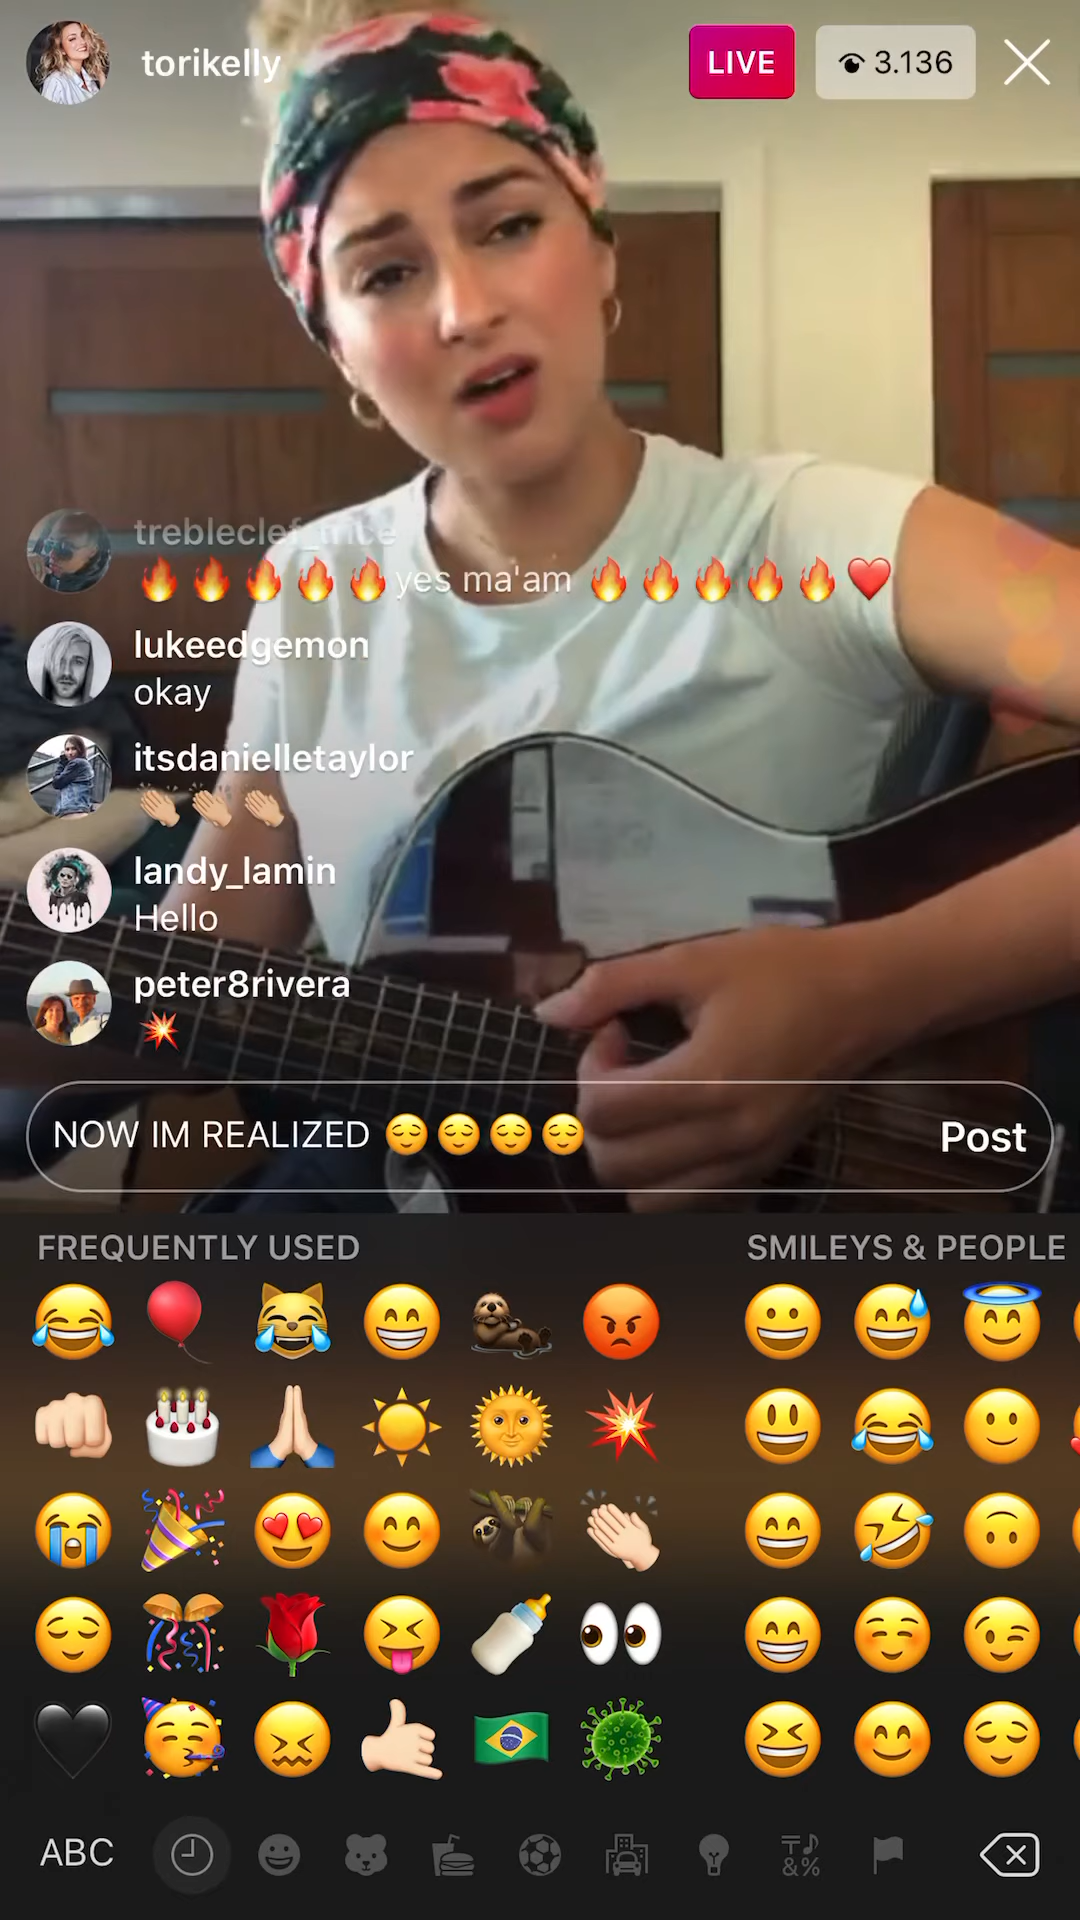 torikelly
LIVE
3.136
🔥🔥🔥🔥🔥yes ma'am 🔥🔥🔥🔥🔥❤️
lukeedgemon
okay
itsdanielletaylor
👏🏻👏🏻👏🏻
landy_lamin
Hello
peter8rivera
💥
NOW IM REALIZED 😌😌😌😌
Post
FREQUENTLY USED
SMILEYS & PEOPLE
ABC